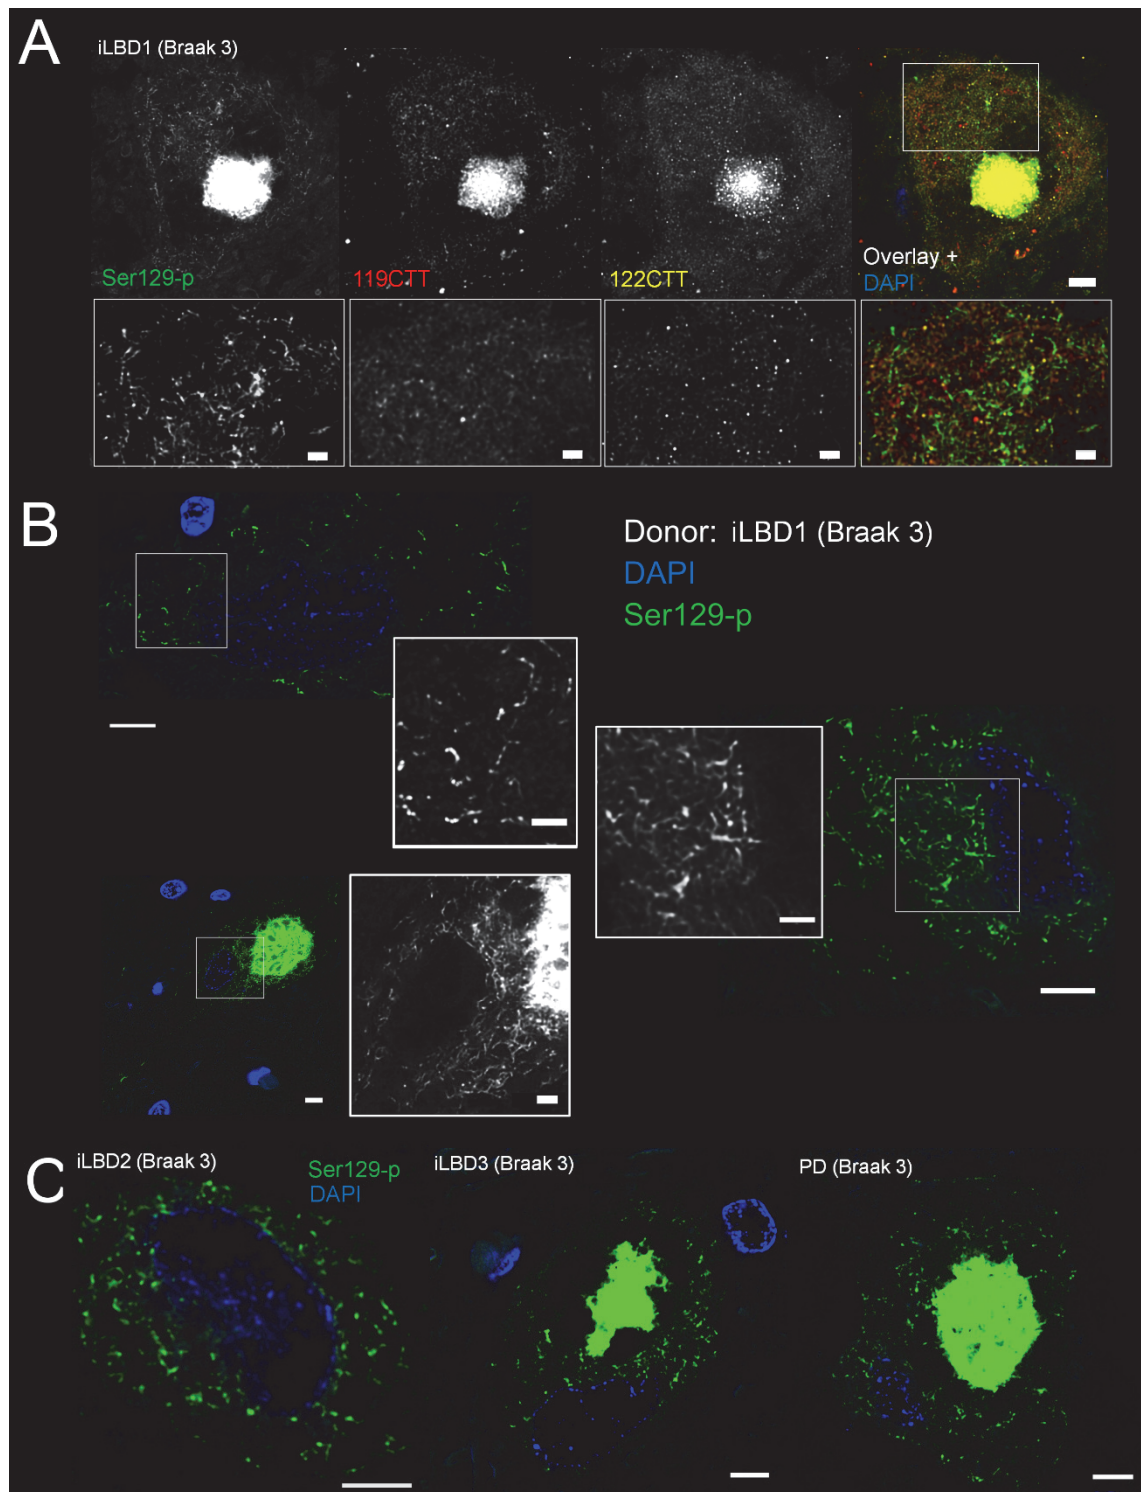 A
iLBD1 (Braak 3)
Ser129-p
119CTT
122CTT
Overlay +
DAPI
B
Donor: iLBD1 (Braak 3)
DAPI
Ser129-p
C
iLBD2 (Braak 3)
Ser129-p
DAPI
iLBD3 (Braak 3)
PD (Braak 3)